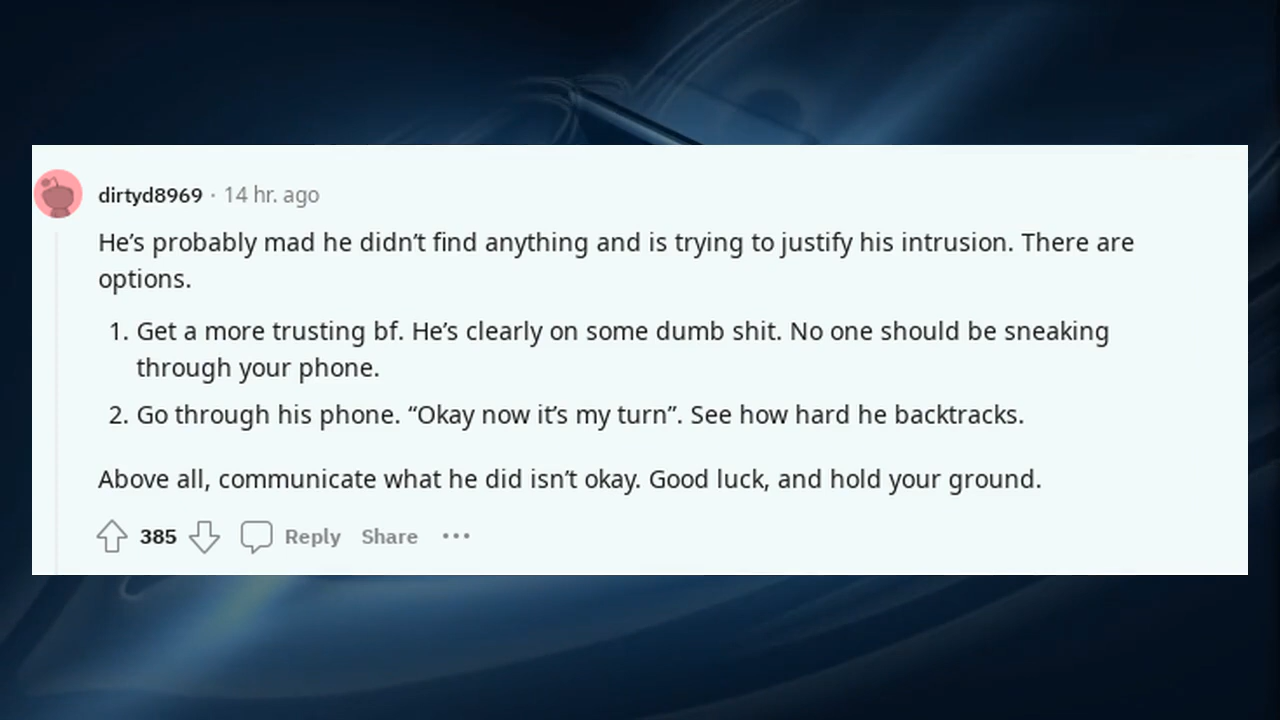 dirtyd8969 · 14 hr. ago
He’s probably mad he didn’t find anything and is trying to justify his intrusion. There are
options.
1. Get a more trusting bf. He’s clearly on some dumb shit. No one should be sneaking
through your phone.
2. Go through his phone. “Okay now it’s my turn”. See how hard he backtracks.
Above all, communicate what he did isn’t okay. Good luck, and hold your ground.
385 Reply Share ···